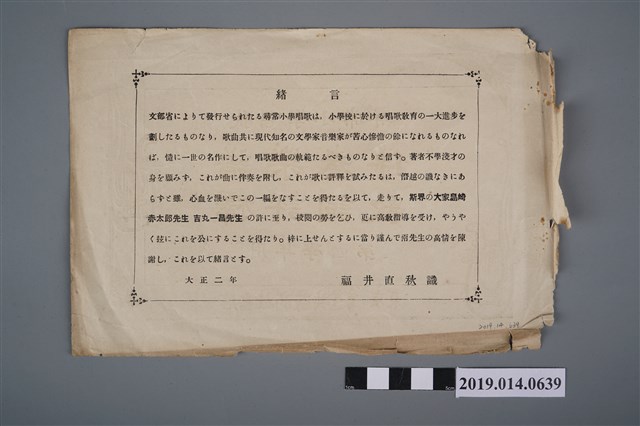 緒言
文部省によりて發行せられたる尋常小學唱歌は、小學校に於ける唱歌教育の一大進步を
劃したるものなり、歌曲共に現代知名の文學家音樂家が苦心慘憺の餘になれるものなれ
ば、慥に一世の名作にして、唱歌歌曲の軌範たるべきものなりと信ず。著者不學淺才の
身を顧みず、これが曲に伴奏を附し、これが歌に評釋を試みたるは、僭越の譏なきにあ
らずと雖、心血を注いでこの一編をなすことを得たるを以て、走りて、斯界の大家島崎
赤太郎先生 吉丸一昌先生の許に至り、校閱の勞を乞ひ、更に高敎指導を受け、やうや
く玆にこれを公にすることを得たり。梓に上せんとするに當り謹んで兩先生の高情を陳
謝し、これを以て緒言とす。
大正二年 福井直秋識
2019.014.0639